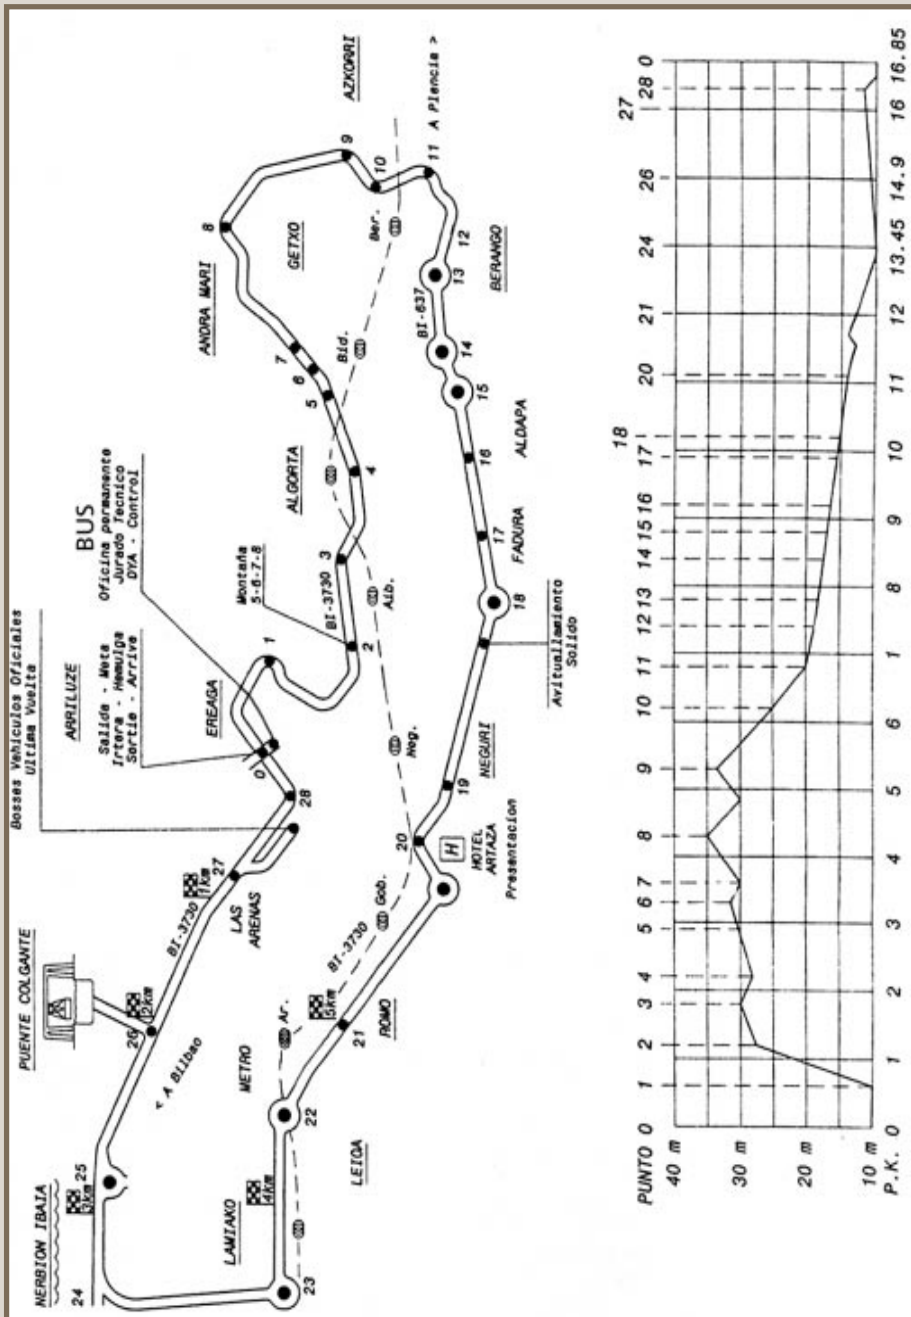 Bosses Vehiculos Oficiales
Ultima Vuelta
ARRILUZE
Salida - Meta
Irtera - Hemulga
Sortie - Arrive
BUS
Oficina permanente
Jurado Tecnico
DYA - Control
EREAGA
Montaña
5-6-7-8
BI-3730
ALGORTA
ANDRA MARI
GETXO
AZKORRI
A Plencia >
BERANGO
BI-637
ALDAPA
FADURA
Avituallamiento
Solido
NEGURI
HOTEL
ARTAZA
Presentacion
H
BI-3730
ROMO
LEIOA
METRO
LAMIAKO
NERBION IBAIA
PUENTE COLGANTE
< A Bilbao
BI-3730
LAS
ARENAS
1km
2km
3km
4km
5km
Ar.
Gob.
Neg.
Alb.
Bid.
Ber.
0
1
2
3
4
5
6
7
8
9
10
11
12
13
14
15
16
17
18
19
20
21
22
23
24
25
26
27
28
PUNTO 0 1 2 3 4 5 6 7 8 9 10 11 12 13 14 15 16 17 18 20 21 24 26 27 28 0
40 m
30 m
20 m
10 m
P.K. 0 1 2 3 4 5 6 1 8 9 10 11 12 13.45 14.9 16 16.85